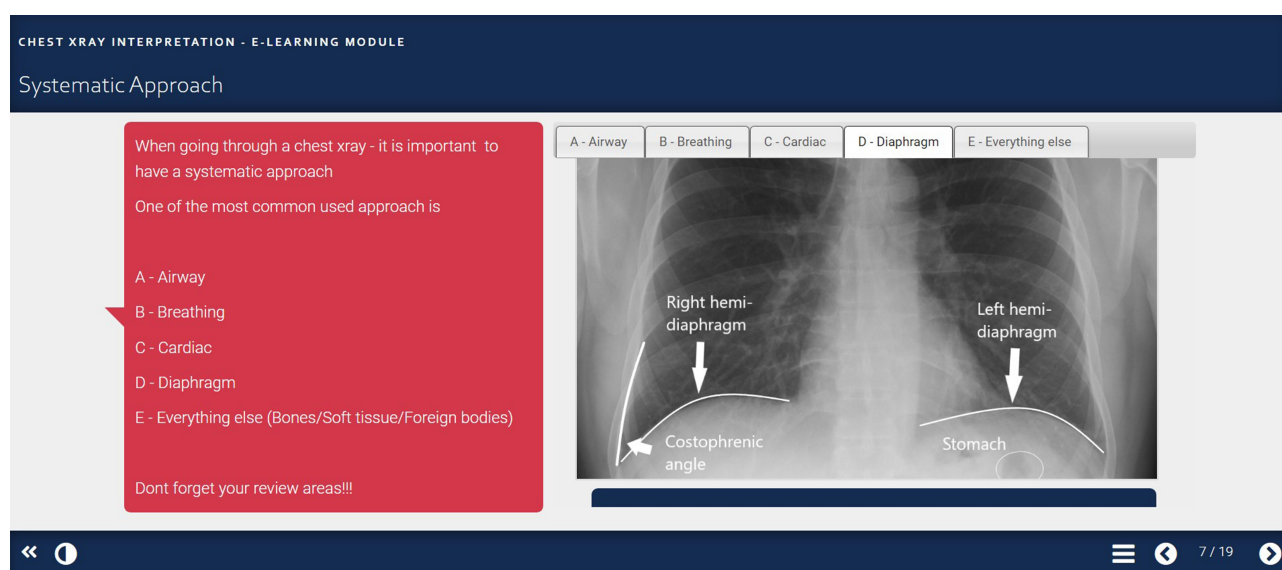 CHEST XRAY INTERPRETATION - E-LEARNING MODULE
Systematic Approach
When going through a chest xray - it is important to
have a systematic approach
One of the most common used approach is
A - Airway
B - Breathing
C - Cardiac
D - Diaphragm
E - Everything else (Bones/Soft tissue/Foreign bodies)
Dont forget your review areas!!!
A - Airway
B - Breathing
C - Cardiac
D - Diaphragm
E - Everything else
Right hemi-
diaphragm
Left hemi-
diaphragm
Costophrenic
angle
Stomach
7 / 19